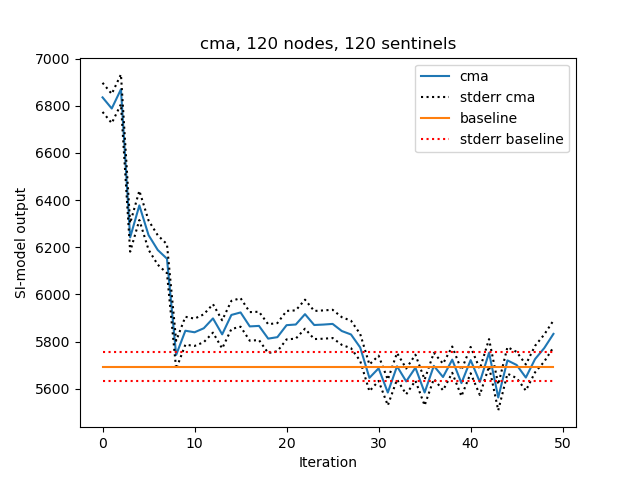 cma, 120 nodes, 120 sentinels
7000
6800
6600
6400
6200
6000
5800
5600
SI-model output
cma
stderr cma
baseline
stderr baseline
0 10 20 30 40 50
Iteration